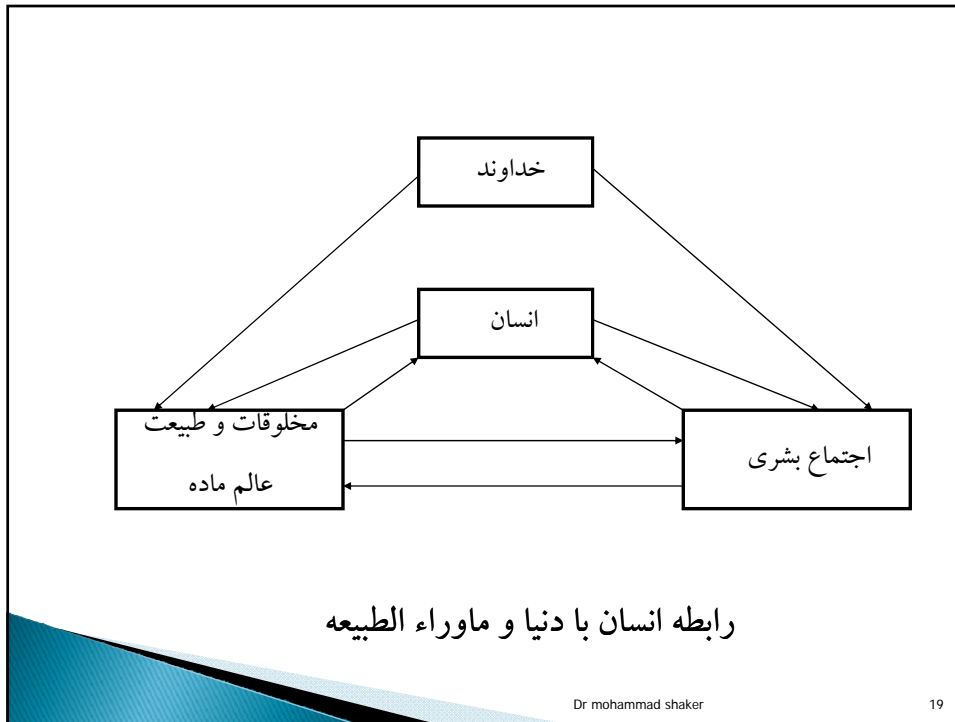 خداوند
انسان
مخلوقات و طبیعت
عالم ماده
اجتماع بشری
رابطه انسان با دنیا و ماوراء الطبیعه
Dr mohammad shaker
19